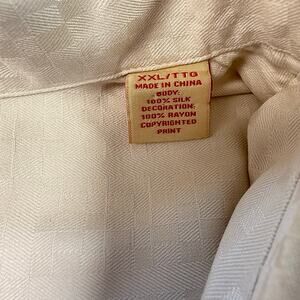 XXL/TTG
MADE IN CHINA
BODY:
100% SILK
DECORATION:
100% RAYON
COPYRIGHTED
PRINT